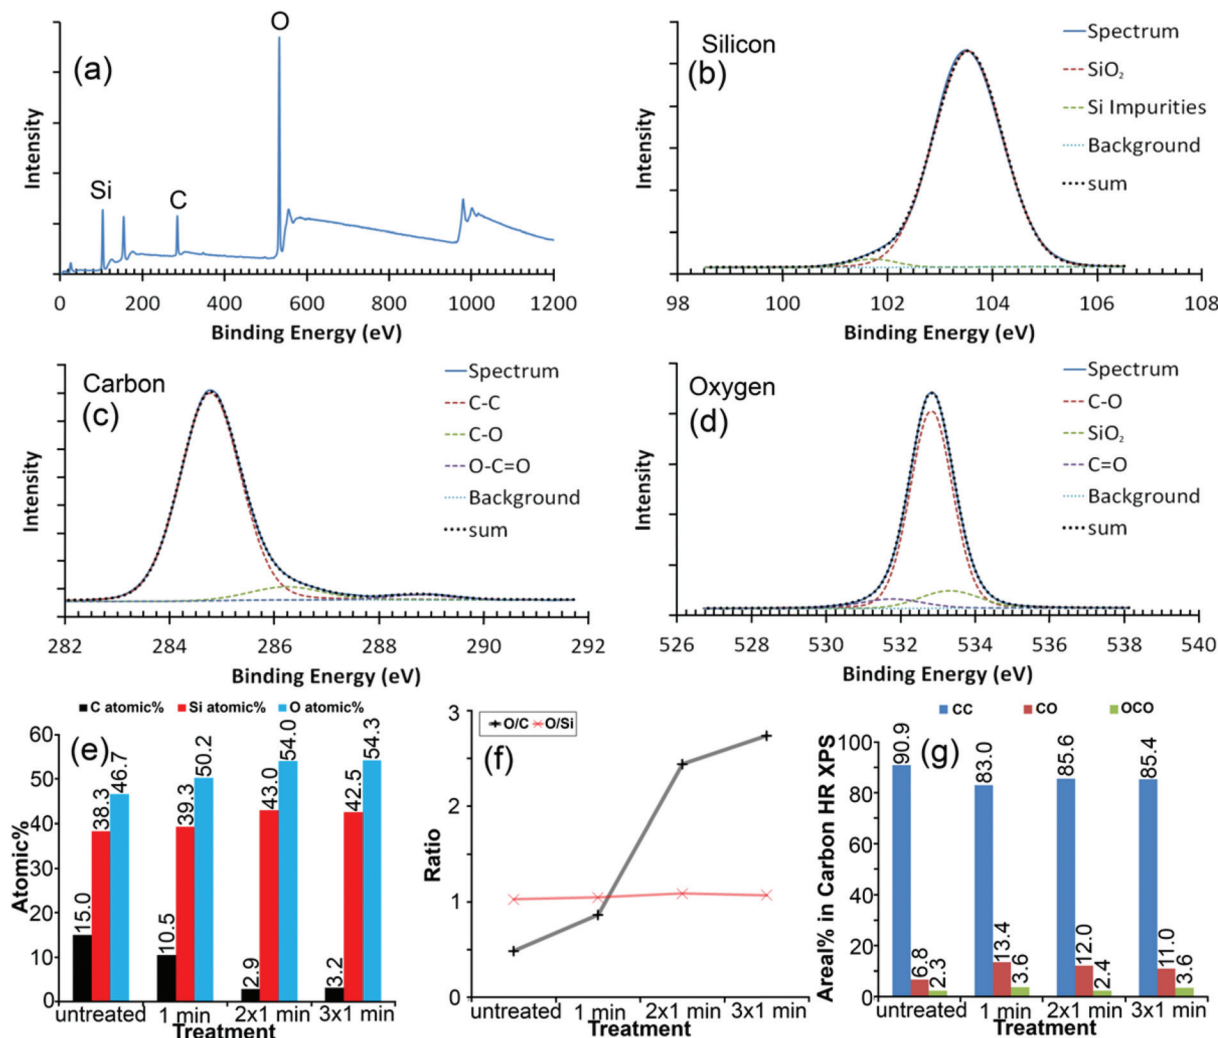 (a)
O
Si
C
Intensity
0 200 400 600 800 1000 1200
Binding Energy (eV)
Silicon
(b)
Spectrum
SiO₂
Si Impurities
Background
sum
Intensity
98 100 102 104 106 108
Binding Energy (eV)
Carbon
(c)
Spectrum
C-C
C-O
O-C=O
Background
sum
Intensity
282 284 286 288 290 292
Binding Energy (eV)
Oxygen
(d)
Spectrum
C-O
SiO₂
C=O
Background
sum
Intensity
526 528 530 532 534 536 538 540
Binding Energy (eV)
C atomic% Si atomic% O atomic%
(e)
Atomic%
60
50
40
30
20
10
0
15.0 38.3 46.7
10.5 39.3 50.2
2.9 43.0 54.0
3.2 42.5 54.3
untreated 1 min 2x1 min 3x1 min
Treatment
O/C O/Si
(f)
Ratio
3
2
1
0
untreated 1 min 2x1 min 3x1 min
Treatment
CC CO OCO
(g)
Areal% in Carbon HR XPS
100
80
60
40
20
0
90.9 6.8 2.3
83.0 13.4 3.6
85.6 12.0 2.4
85.4 11.0 3.6
untreated 1 min 2x1 min 3x1 min
Treatment